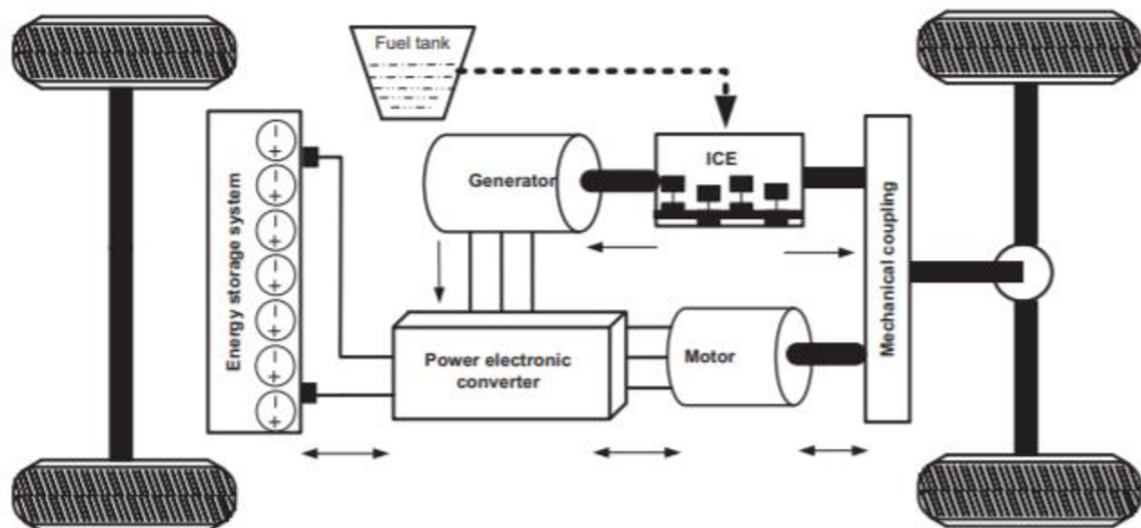 Fuel tank
ICE
Generator
Energy storage system
Mechanical coupling
Power electronic
converter
Motor